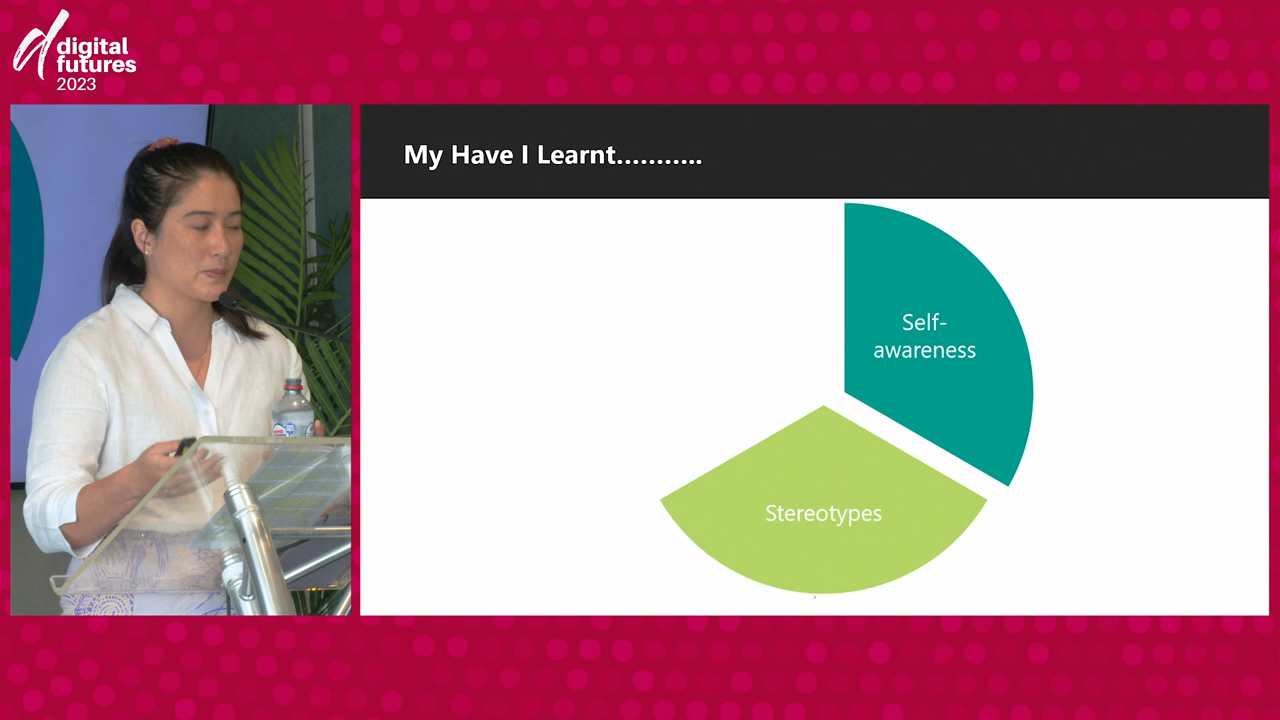 digital
futures
2023
My Have I Learnt..........
Self-
awareness
Stereotypes